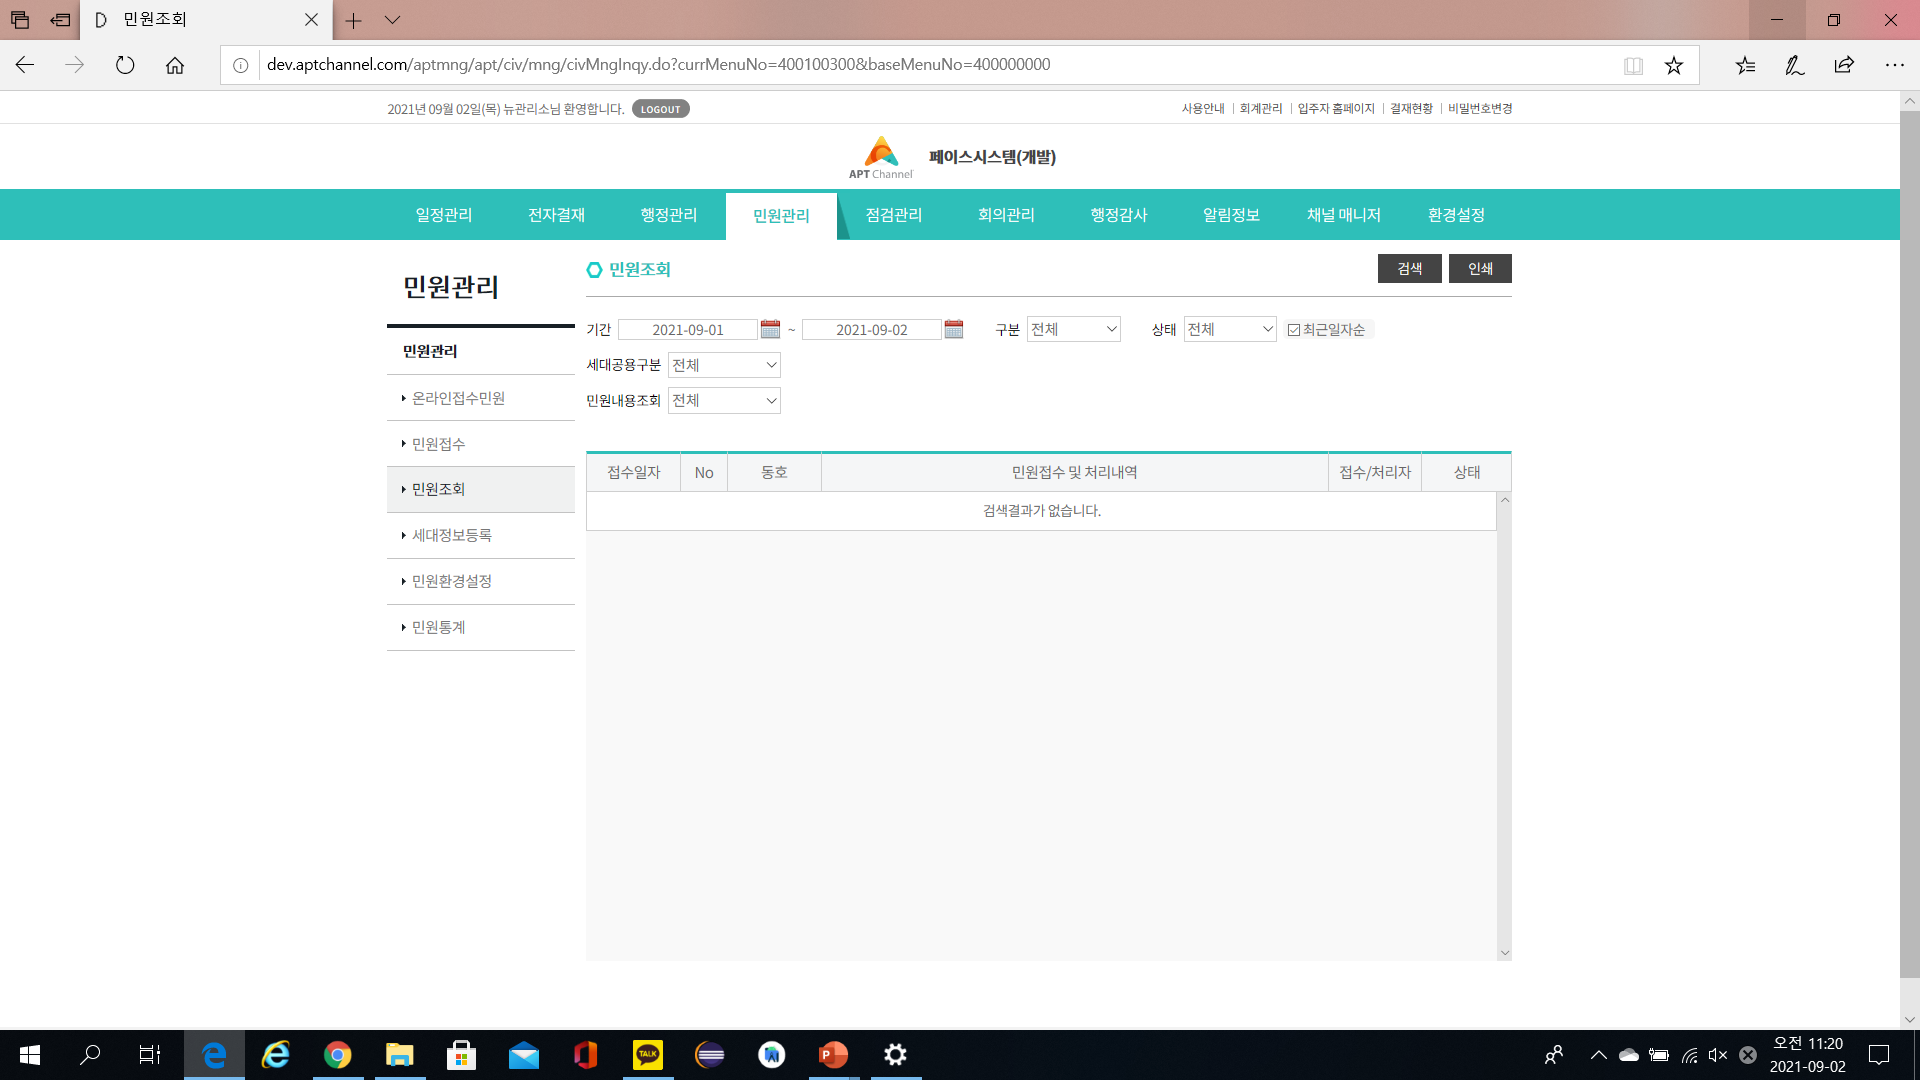 민원조회
dev.aptchannel.com/aptmng/apt/civ/mng/civMngInqy.do?currMenuNo=400100300&baseMenuNo=400000000
2021년 09월 02일(목) 뉴관리소님 환영합니다. LOGOUT
사용안내 회계관리 입주자 홈페이지 결재현황 비밀번호변경
APT Channel 페이스시스템(개발)
일정관리 전자결재 행정관리 민원관리 점검관리 회의관리 행정감사 알림정보 채널 매니저 환경설정
민원관리
민원관리
온라인접수민원
민원접수
민원조회
세대정보등록
민원환경설정
민원통계
민원조회 검색 인쇄
기간 2021-09-01 ~ 2021-09-02 구분 전체 상태 전체 최근일자순
세대공용구분 전체
민원내용조회 전체
접수일자 No 동호 민원접수 및 처리내역 접수/처리자 상태
검색결과가 없습니다.
TALK
오전 11:20
2021-09-02